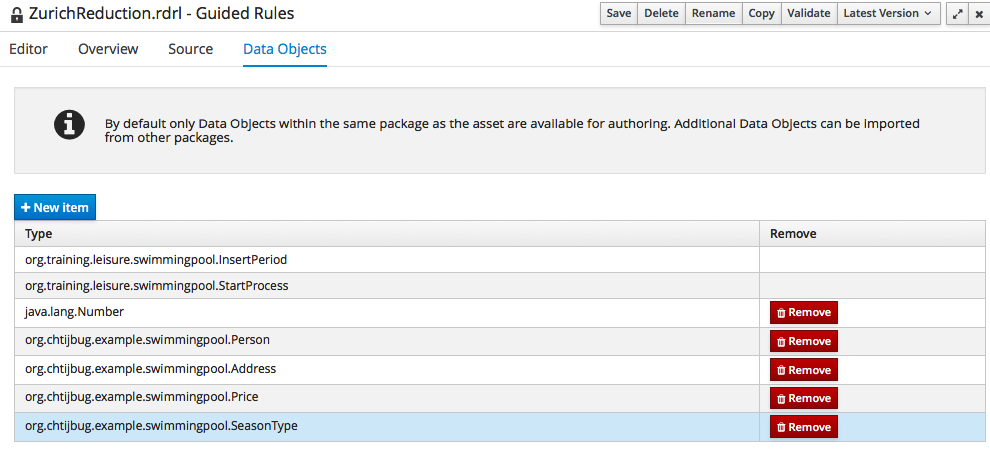 ZurichReduction.rdrl - Guided Rules
Save Delete Rename Copy Validate Latest Version
Editor Overview Source Data Objects
By default only Data Objects within the same package as the asset are available for authoring. Additional Data Objects can be imported
from other packages.
+ New item
Type Remove
org.training.leisure.swimmingpool.InsertPeriod
org.training.leisure.swimmingpool.StartProcess
java.lang.Number Remove
org.chtijbug.example.swimmingpool.Person Remove
org.chtijbug.example.swimmingpool.Address Remove
org.chtijbug.example.swimmingpool.Price Remove
org.chtijbug.example.swimmingpool.SeasonType Remove